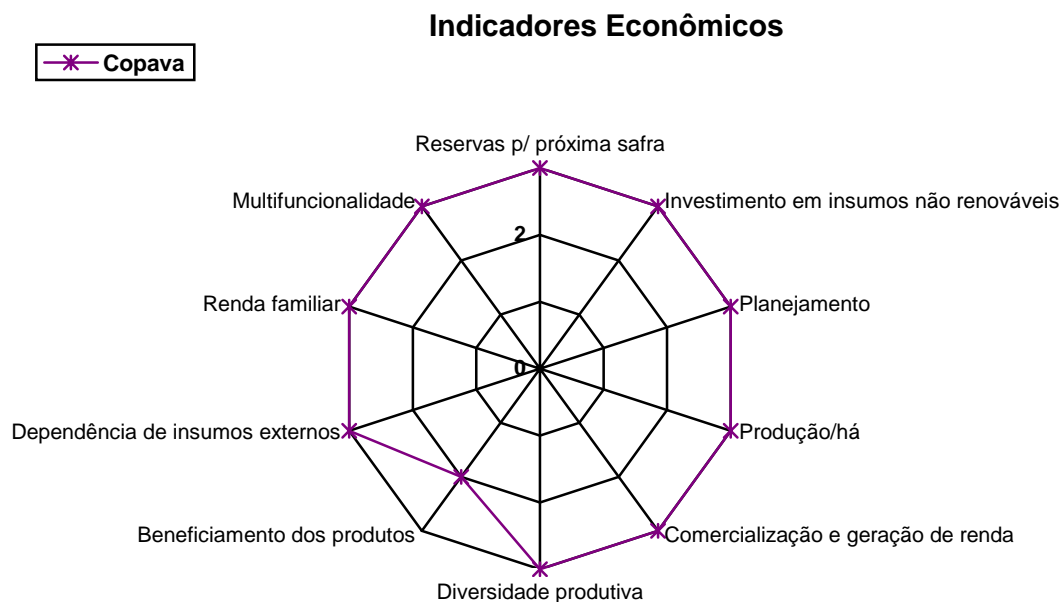 Indicadores Econômicos
Copava
Reservas p/ próxima safra
Multifuncionalidade
Investimento em insumos não renováveis
2
Renda familiar
Planejamento
0
Dependência de insumos externos
Produção/há
Beneficiamento dos produtos
Comercialização e geração de renda
Diversidade produtiva